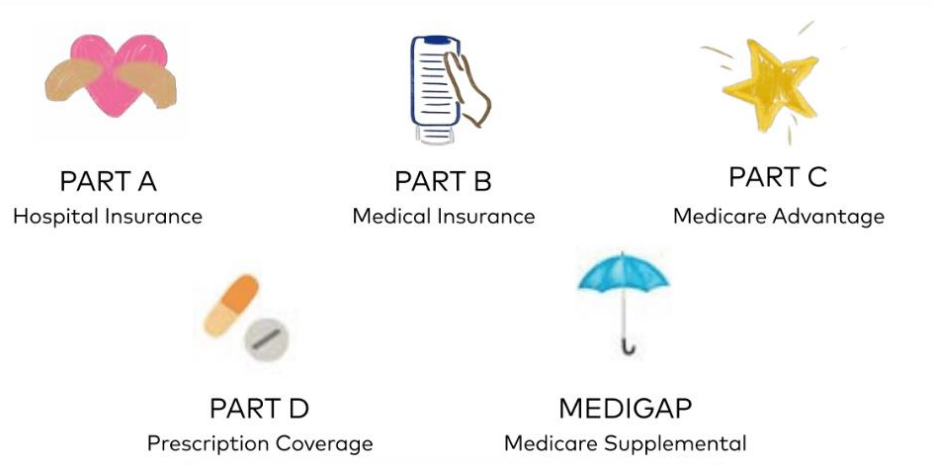 PART A
Hospital Insurance
PART B
Medical Insurance
PART C
Medicare Advantage
PART D
Prescription Coverage
MEDIGAP
Medicare Supplemental